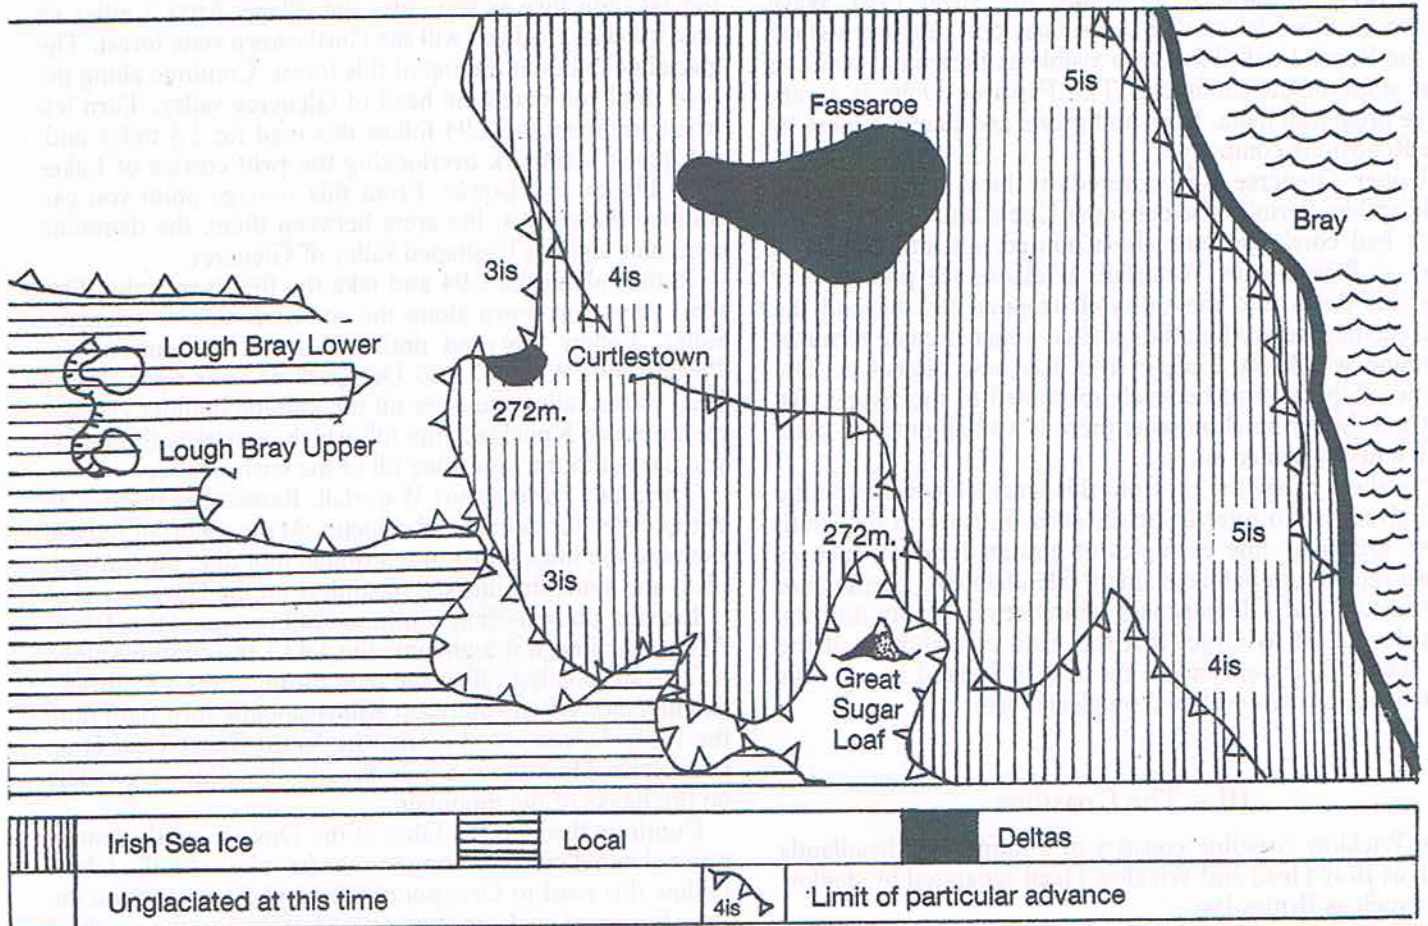 5is
Fassaroe
Bray
3is
4is
Lough Bray Lower
Curtlestown
272m.
Lough Bray Upper
272m.
5is
3is
4is
Great
Sugar
Loaf
Irish Sea Ice
Local
Deltas
Unglaciated at this time
4is
Limit of particular advance